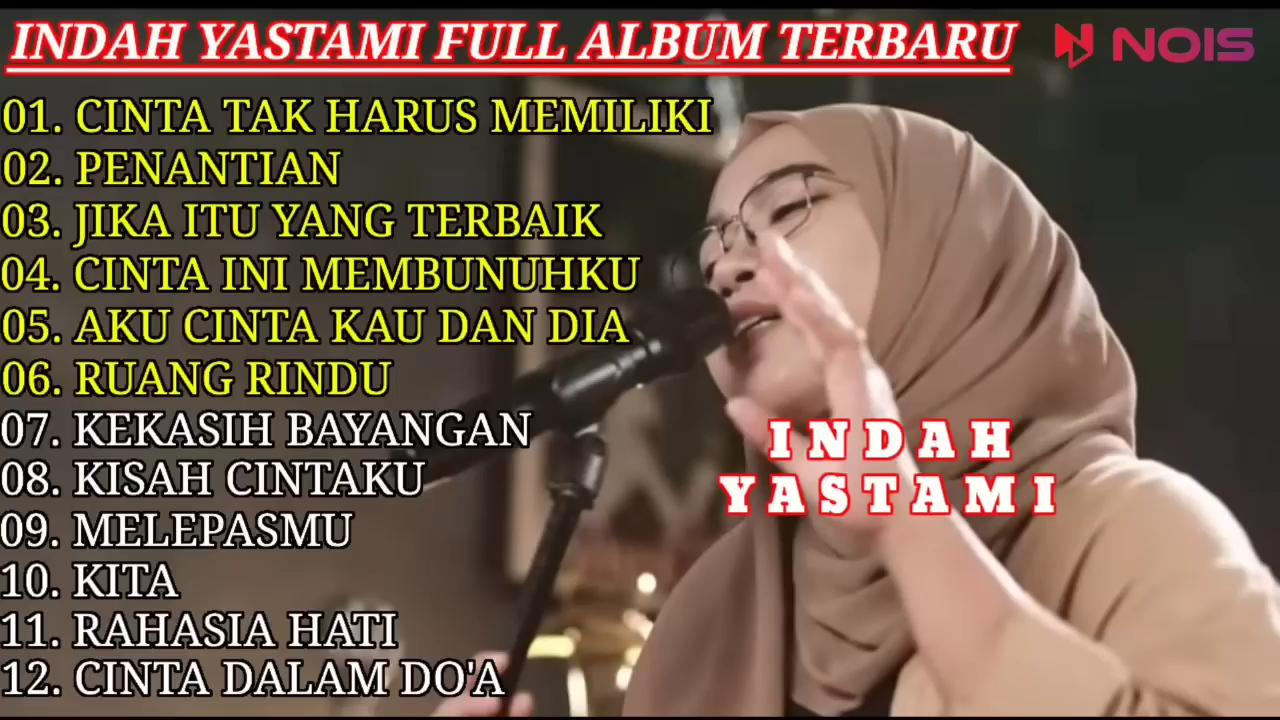 INDAH YASTAMI FULL ALBUM TERBARU
NOIS
01. CINTA TAK HARUS MEMILIKI
02. PENANTIAN
03. JIKA ITU YANG TERBAIK
04. CINTA INI MEMBUNUHKU
05. AKU CINTA KAU DAN DIA
06. RUANG RINDU
07. KEKASIH BAYANGAN
08. KISAH CINTAKU
09. MELEPASMU
10. KITA
11. RAHASIA HATI
12. CINTA DALAM DO'A
INDAH
YASTAMI